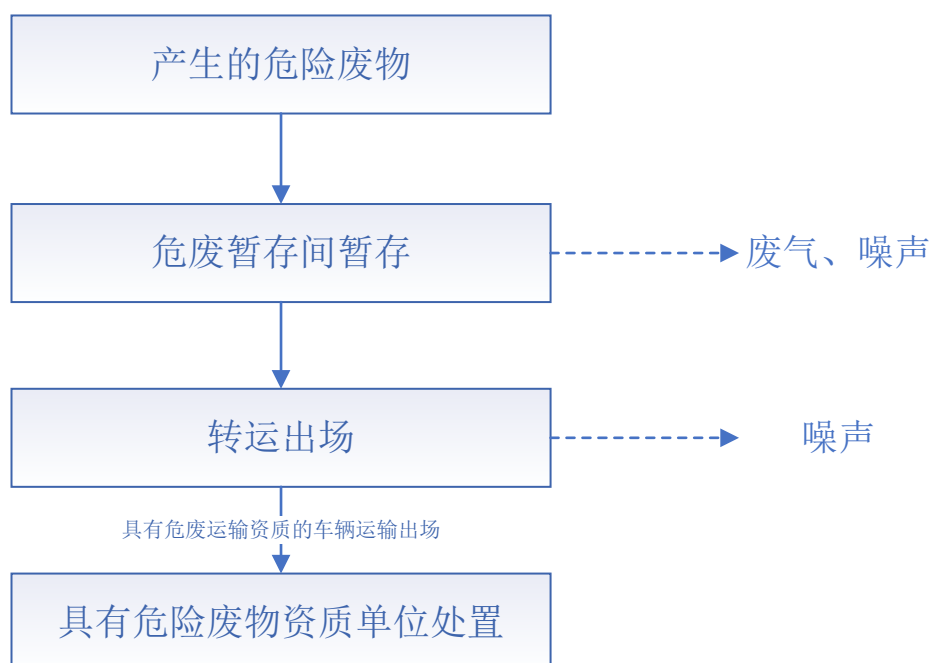 产生的危险废物
危废暂存间暂存
废气、噪声
转运出场
噪声
具有危废运输资质的车辆运输出场
具有危险废物资质单位处置